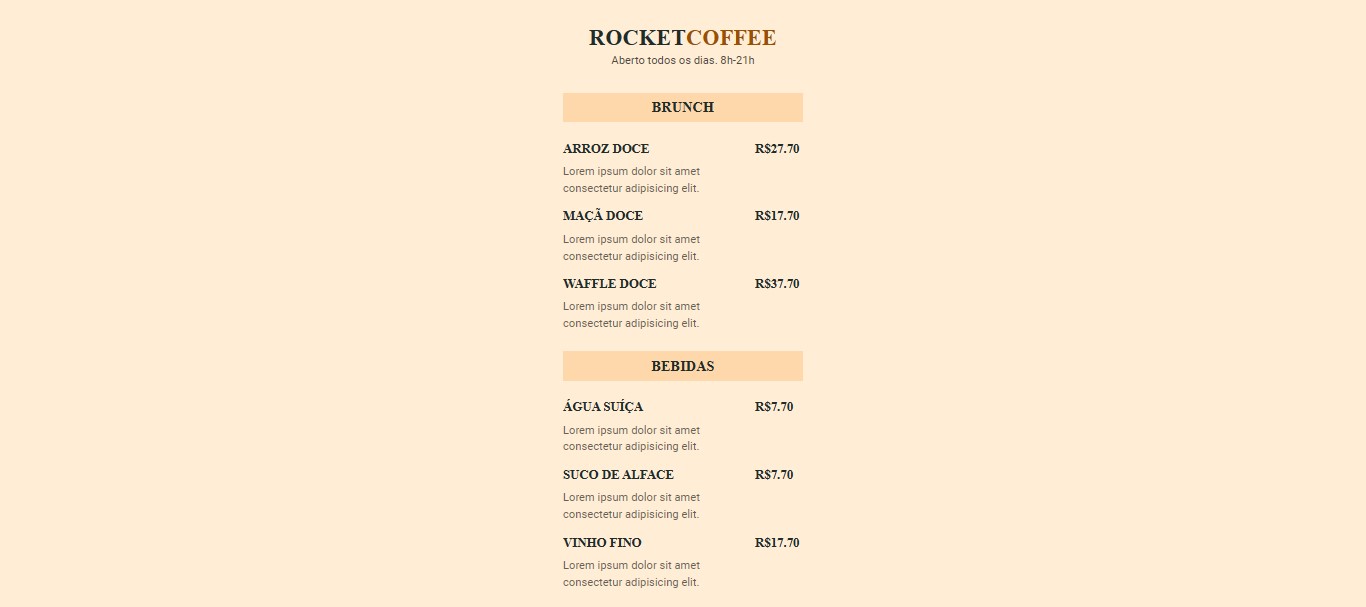 ROCKETCOFFEE
Aberto todos os dias. 8h-21h
BRUNCH
ARROZ DOCE R$27.70
Lorem ipsum dolor sit amet
consectetur adipisicing elit.
MAÇÃ DOCE R$17.70
Lorem ipsum dolor sit amet
consectetur adipisicing elit.
WAFFLE DOCE R$37.70
Lorem ipsum dolor sit amet
consectetur adipisicing elit.
BEBIDAS
ÁGUA SUÍÇA R$7.70
Lorem ipsum dolor sit amet
consectetur adipisicing elit.
SUCO DE ALFACE R$7.70
Lorem ipsum dolor sit amet
consectetur adipisicing elit.
VINHO FINO R$17.70
Lorem ipsum dolor sit amet
consectetur adipisicing elit.